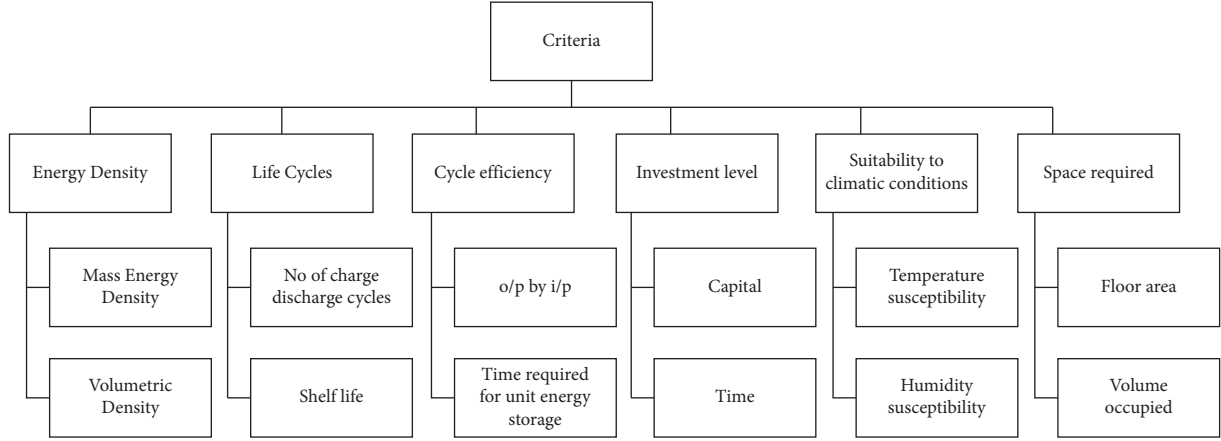 Criteria
Energy Density
Life Cycles
Cycle efficiency
Investment level
Suitability to
climatic conditions
Space required
Mass Energy
Density
No of charge
discharge cycles
o/p by i/p
Capital
Temperature
susceptibility
Floor area
Volumetric
Density
Shelf life
Time required
for unit energy
storage
Time
Humidity
susceptibility
Volume
occupied